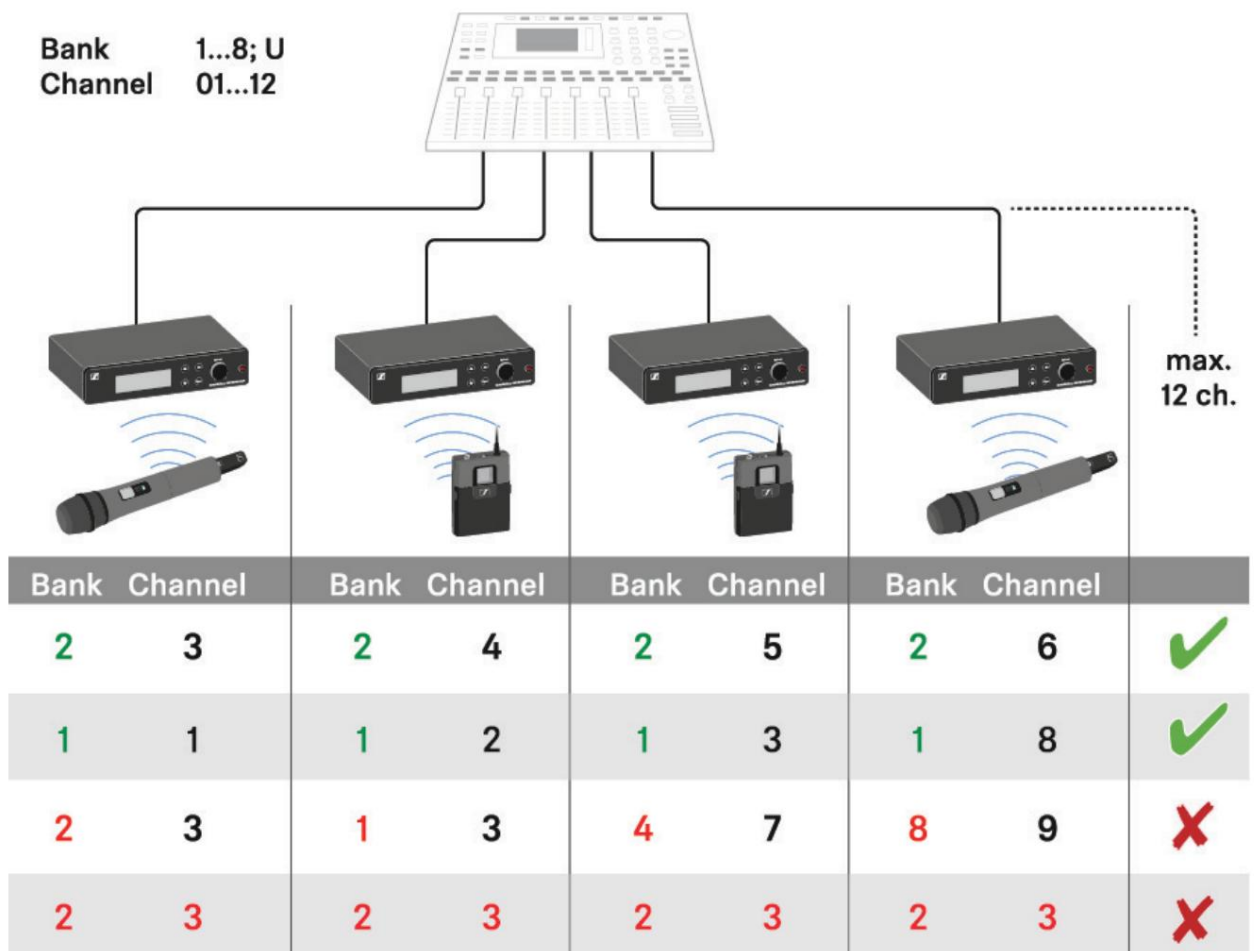 Bank 1...8; U
Channel 01...12
max.
12 ch.
Bank Channel Bank Channel Bank Channel Bank Channel
2 3 2 4 2 5 2 6
1 1 1 2 1 3 1 8
2 3 1 3 4 7 8 9
2 3 2 3 2 3 2 3